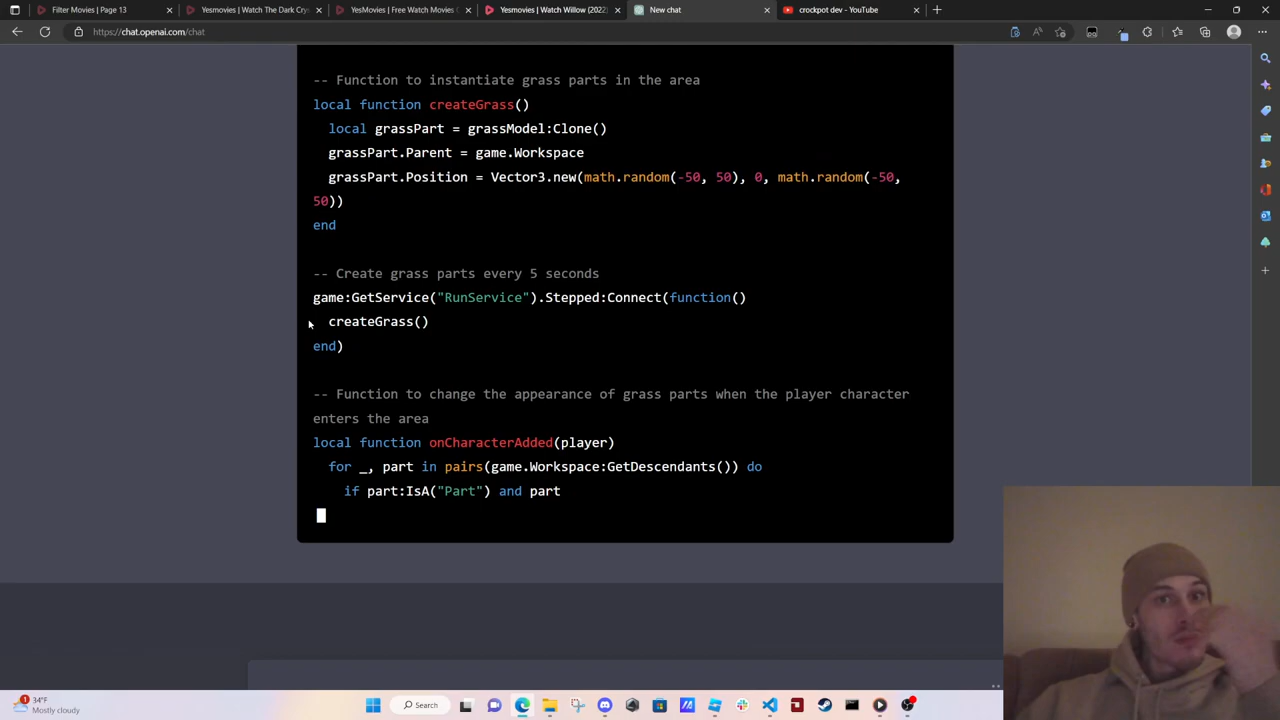 Filter Movies | Page 13
Yesmovies | Watch The Dark Crys
YesMovies | Free Watch Movies O
Yesmovies | Watch Willow (2022)
New chat
crockpot dev - YouTube
https://chat.openai.com/chat
-- Function to instantiate grass parts in the area
local function createGrass()
local grassPart = grassModel:Clone()
grassPart.Parent = game.Workspace
grassPart.Position = Vector3.new(math.random(-50, 50), 0, math.random(-50,
50))
end
-- Create grass parts every 5 seconds
game:GetService("RunService").Stepped:Connect(function()
createGrass()
end)
-- Function to change the appearance of grass parts when the player character
enters the area
local function onCharacterAdded(player)
for _, part in pairs(game.Workspace:GetDescendants()) do
if part:IsA("Part") and part
1
34°F
Mostly cloudy
Search